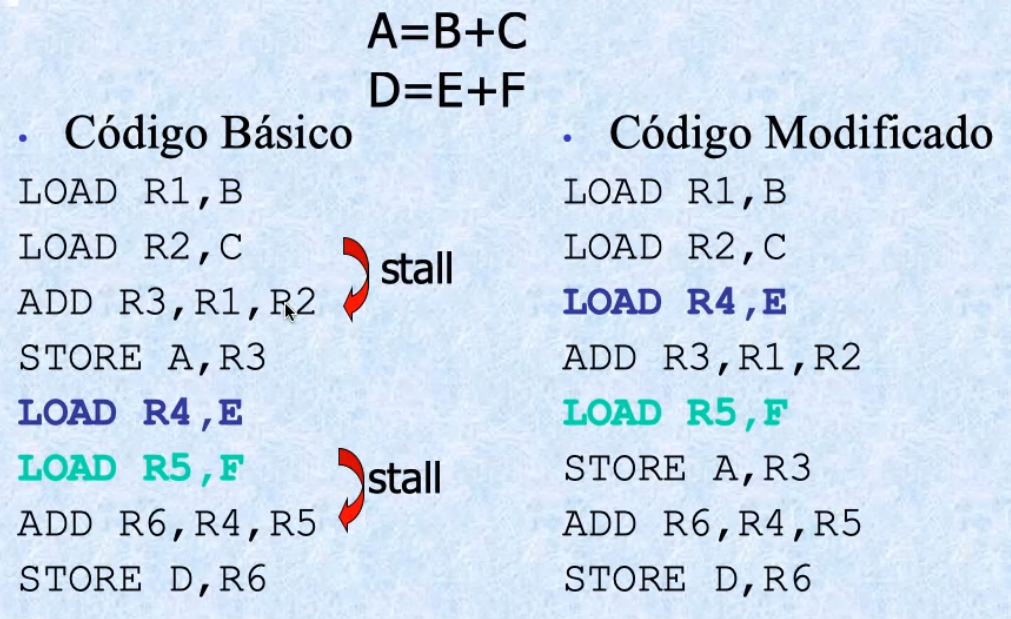 A=B+C
D=E+F
• Código Básico
LOAD R1,B
LOAD R2,C
stall
ADD R3,R1,R2
STORE A,R3
LOAD R4,E
LOAD R5,F
stall
ADD R6,R4,R5
STORE D,R6
• Código Modificado
LOAD R1,B
LOAD R2,C
LOAD R4,E
ADD R3,R1,R2
LOAD R5,F
STORE A,R3
ADD R6,R4,R5
STORE D,R6